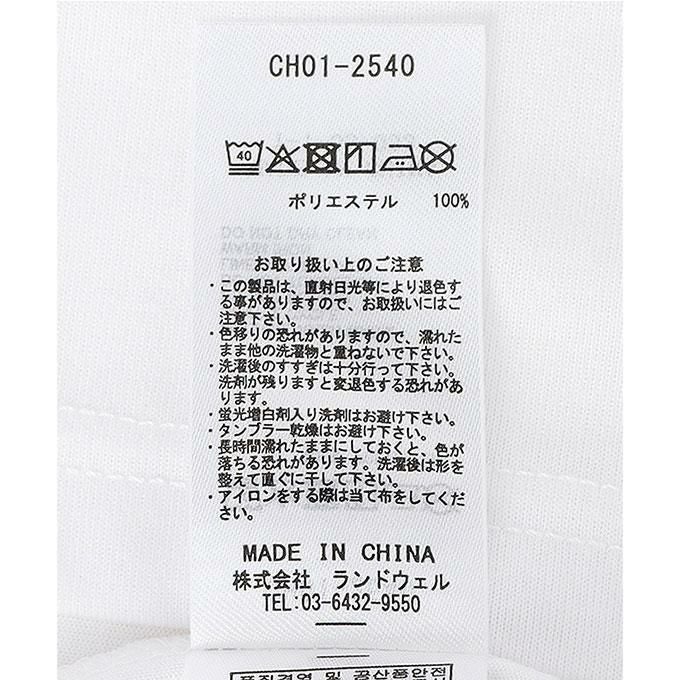 CH01-2540
40
ポリエステル 100%
お取り扱い上のご注意
・この製品は、直射日光等により退色す
る事がありますので、お取扱いにはご
注意下さい。
・色移りの恐れがありますので、濡れた
まま他の洗濯物と重ねないで下さい。
・洗濯後のすすぎは十分行って下さい。
洗剤が残りますと変退色する恐れがあ
ります。
・蛍光増白剤入り洗剤はお避け下さい。
・タンブラー乾燥はお避け下さい。
・長時間濡れたままにしておくと、色が
落ちる恐れがあります。洗濯後は形を
整えて直ぐに干して下さい。
・アイロンをする際は当て布をしてくだ
さい。
MADE IN CHINA
株式会社 ランドウェル
TEL:03-6432-9550
품질경영 및 공산품안전